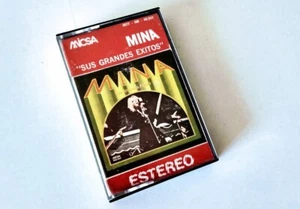 MICSA
MINA
"SUS GRANDES EXITOS"
MINA
ESTEREO